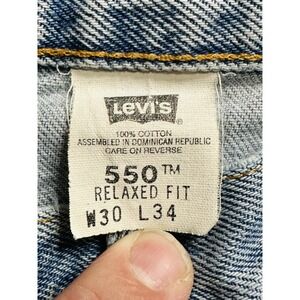 Levi's
®
100% COTTON
ASSEMBLED IN DOMINICAN REPUBLIC
CARE ON REVERSE
550™
RELAXED FIT
W30 L34